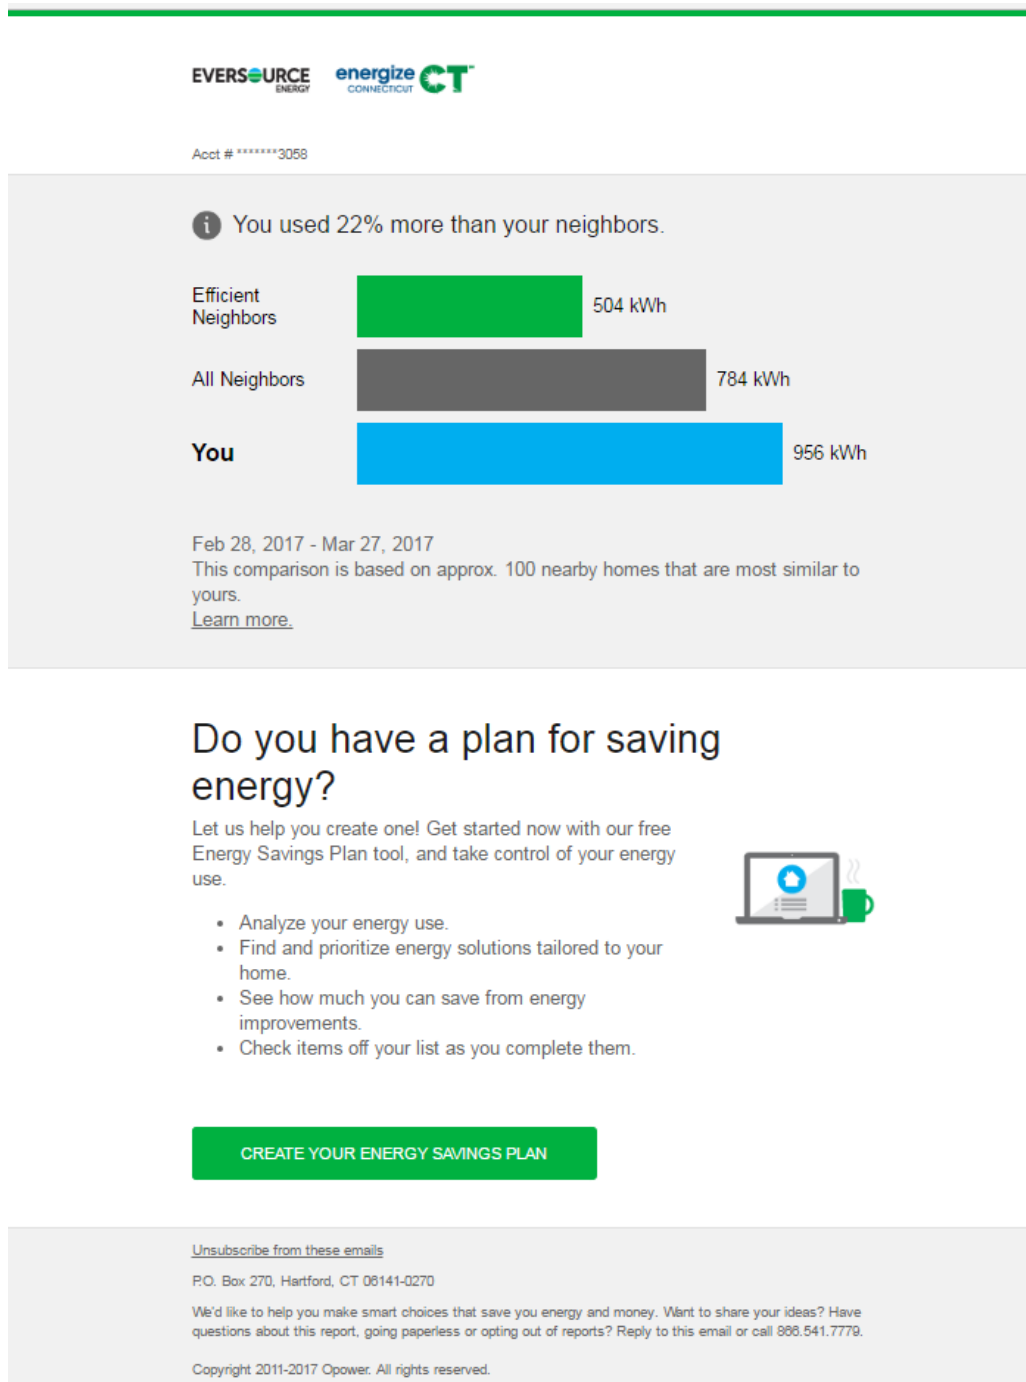 EVERSOURCE
ENERGY
energize
CONNECTICUT
CT™
Acct # *******3058
i You used 22% more than your neighbors.
Efficient
Neighbors
504 kWh
All Neighbors
784 kWh
You
956 kWh
Feb 28, 2017 - Mar 27, 2017
This comparison is based on approx. 100 nearby homes that are most similar to
yours.
Learn more.
Do you have a plan for saving
energy?
Let us help you create one! Get started now with our free
Energy Savings Plan tool, and take control of your energy
use.
• Analyze your energy use.
• Find and prioritize energy solutions tailored to your
home.
• See how much you can save from energy
improvements.
• Check items off your list as you complete them.
CREATE YOUR ENERGY SAVINGS PLAN
Unsubscribe from these emails
P.O. Box 270, Hartford, CT 06141-0270
We'd like to help you make smart choices that save you energy and money. Want to share your ideas? Have
questions about this report, going paperless or opting out of reports? Reply to this email or call 866.541.7779.
Copyright 2011-2017 Opower. All rights reserved.